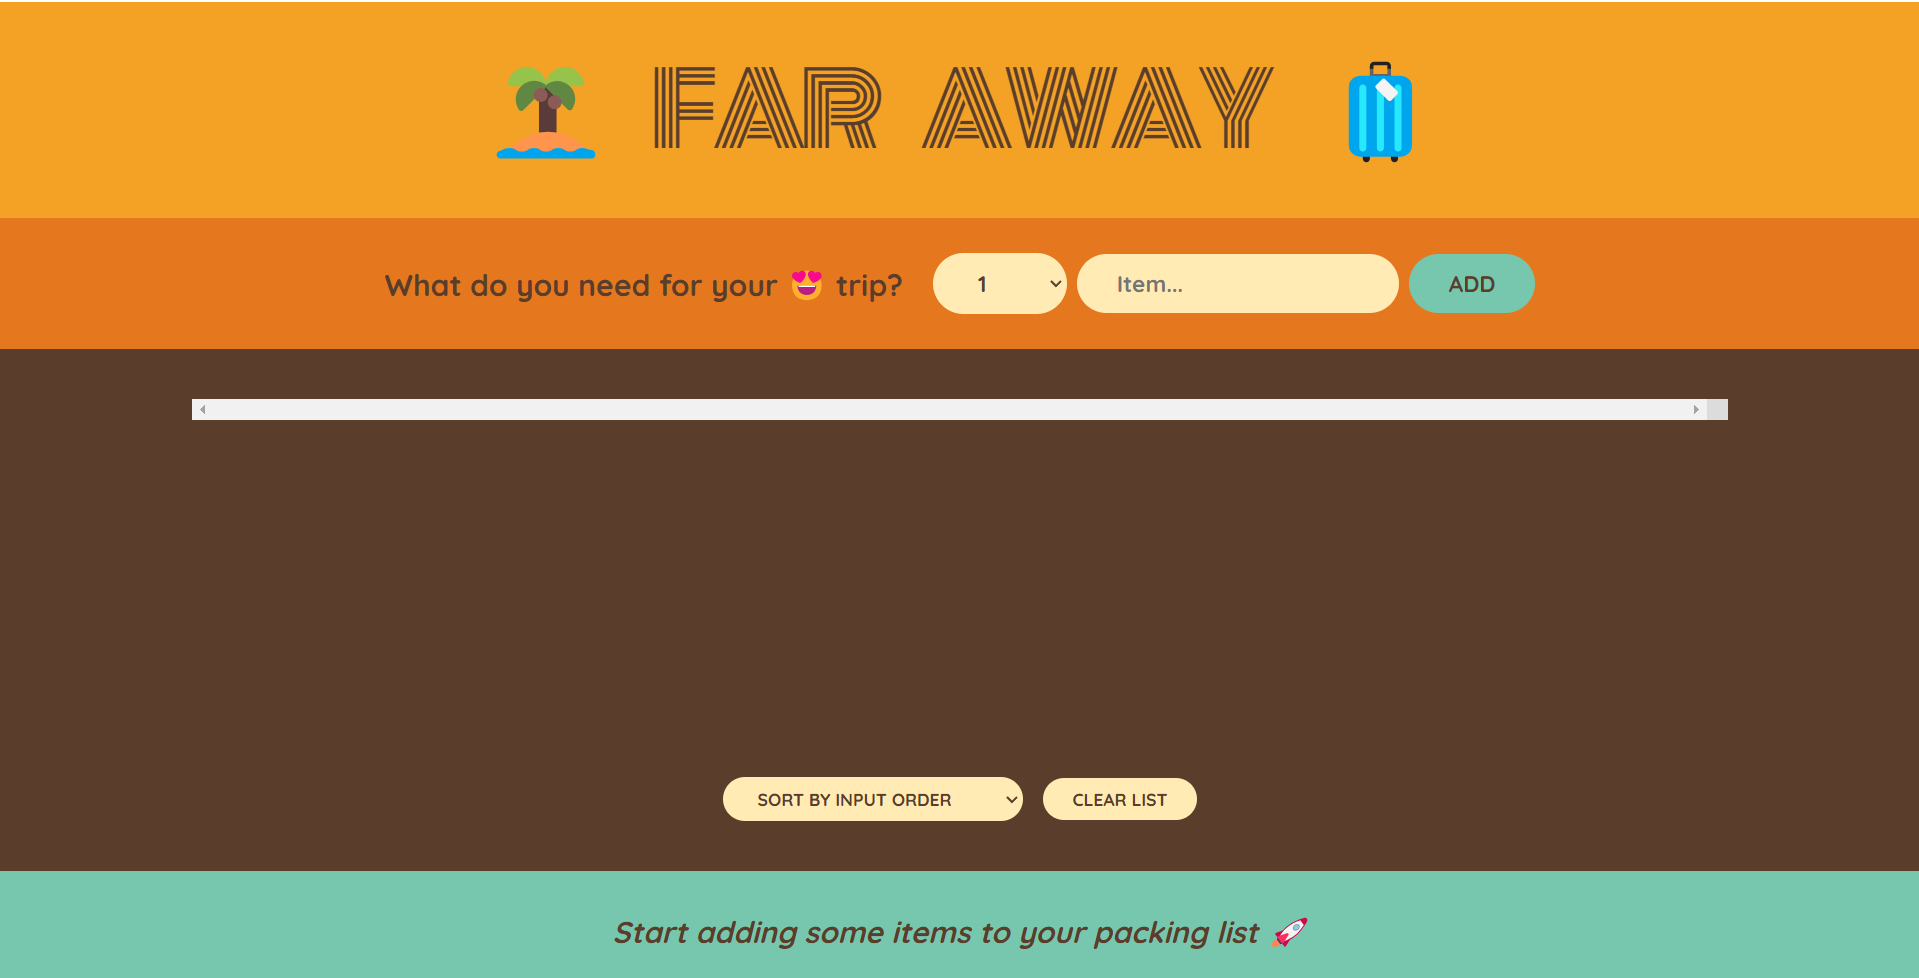 🏝️ FAR AWAY 🧳
What do you need for your 😍 trip? 1 Item... ADD
SORT BY INPUT ORDER CLEAR LIST
Start adding some items to your packing list 🚀